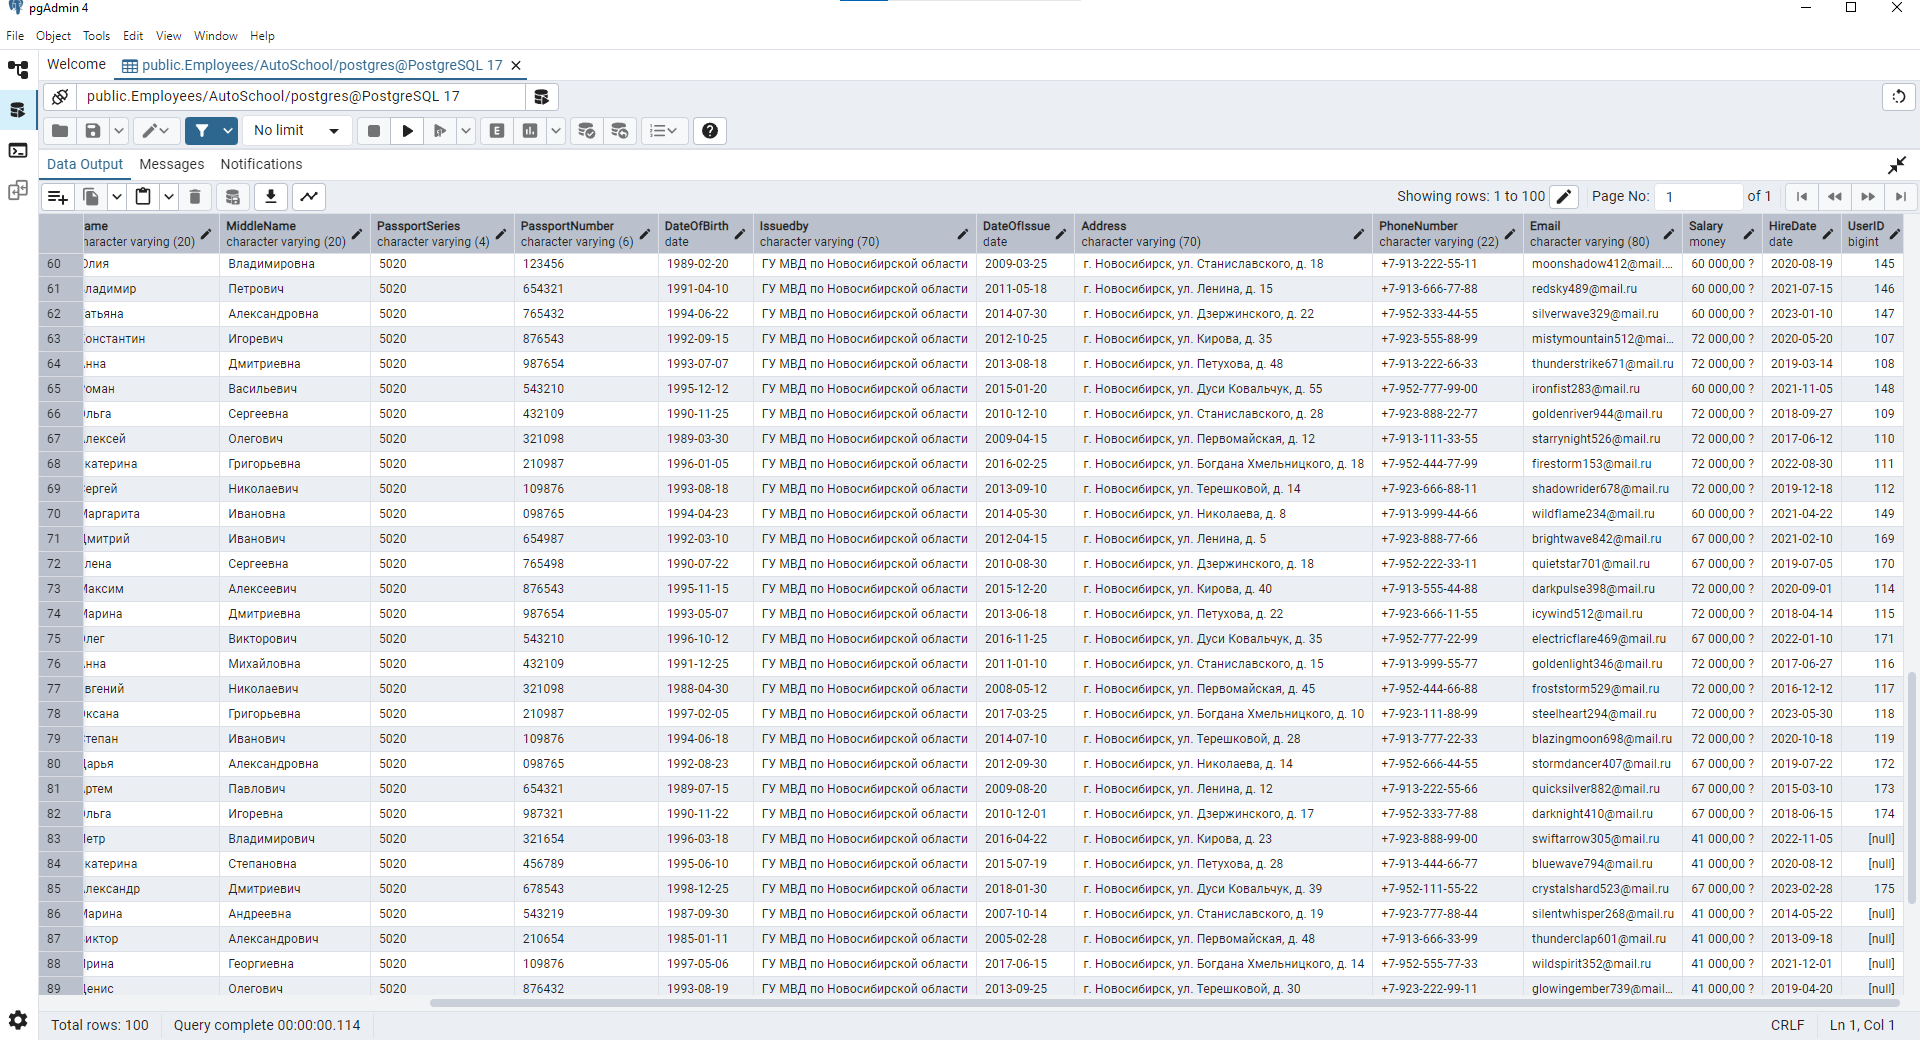 pgAdmin 4
File Object Tools Edit View Window Help
Welcome public.Employees/AutoSchool/postgres@PostgreSQL 17
public.Employees/AutoSchool/postgres@PostgreSQL 17
No limit E
Data Output Messages Notifications
Showing rows: 1 to 100 Page No: 1 of 1
ame MiddleName PassportSeries PassportNumber DateOfBirth Issuedby DateOfIssue Address PhoneNumber Email Salary HireDate UserID
character varying (20) character varying (20) character varying (4) character varying (6) date character varying (70) date character varying (70) character varying (22) character varying (80) money date bigint
60 Юлия Владимировна 5020 123456 1989-02-20 ГУ МВД по Новосибирской области 2009-03-25 г. Новосибирск, ул. Станиславского, д. 18 +7-913-222-55-11 moonshadow412@mail.... 60 000,00 ? 2020-08-19 145
61 ладимир Петрович 5020 654321 1991-04-10 ГУ МВД по Новосибирской области 2011-05-18 г. Новосибирск, ул. Ленина, д. 15 +7-913-666-77-88 redsky489@mail.ru 60 000,00 ? 2021-07-15 146
62 атьяна Александровна 5020 765432 1994-06-22 ГУ МВД по Новосибирской области 2014-07-30 г. Новосибирск, ул. Дзержинского, д. 22 +7-952-333-44-55 silverwave329@mail.ru 60 000,00 ? 2023-01-10 147
63 онстантин Игоревич 5020 876543 1992-09-15 ГУ МВД по Новосибирской области 2012-10-25 г. Новосибирск, ул. Кирова, д. 35 +7-923-555-88-99 mistymountain512@mai... 72 000,00 ? 2020-05-20 107
64 нна Дмитриевна 5020 987654 1993-07-07 ГУ МВД по Новосибирской области 2013-08-18 г. Новосибирск, ул. Петухова, д. 48 +7-913-222-66-33 thunderstrike671@mail.ru 72 000,00 ? 2019-03-14 108
65 оман Васильевич 5020 543210 1995-12-12 ГУ МВД по Новосибирской области 2015-01-20 г. Новосибирск, ул. Дуси Ковальчук, д. 55 +7-952-777-99-00 ironfist283@mail.ru 60 000,00 ? 2021-11-05 148
66 льга Сергеевна 5020 432109 1990-11-25 ГУ МВД по Новосибирской области 2010-12-10 г. Новосибирск, ул. Станиславского, д. 28 +7-923-888-22-77 goldenriver944@mail.ru 72 000,00 ? 2018-09-27 109
67 лексей Олегович 5020 321098 1989-03-30 ГУ МВД по Новосибирской области 2009-04-15 г. Новосибирск, ул. Первомайская, д. 12 +7-913-111-33-55 starrynight526@mail.ru 72 000,00 ? 2017-06-12 110
68 катерина Григорьевна 5020 210987 1996-01-05 ГУ МВД по Новосибирской области 2016-02-25 г. Новосибирск, ул. Богдана Хмельницкого, д. 18 +7-952-444-77-99 firestorm153@mail.ru 72 000,00 ? 2022-08-30 111
69 ергей Николаевич 5020 109876 1993-08-18 ГУ МВД по Новосибирской области 2013-09-10 г. Новосибирск, ул. Терешковой, д. 14 +7-923-666-88-11 shadowrider678@mail.ru 72 000,00 ? 2019-12-18 112
70 Маргарита Ивановна 5020 098765 1994-04-23 ГУ МВД по Новосибирской области 2014-05-30 г. Новосибирск, ул. Николаева, д. 8 +7-913-999-44-66 wildflame234@mail.ru 60 000,00 ? 2021-04-22 149
71 Дмитрий Иванович 5020 654987 1992-03-10 ГУ МВД по Новосибирской области 2012-04-15 г. Новосибирск, ул. Ленина, д. 5 +7-923-888-77-66 brightwave842@mail.ru 67 000,00 ? 2021-02-10 169
72 лена Сергеевна 5020 765498 1990-07-22 ГУ МВД по Новосибирской области 2010-08-30 г. Новосибирск, ул. Дзержинского, д. 18 +7-952-222-33-11 quietstar701@mail.ru 67 000,00 ? 2019-07-05 170
73 Максим Алексеевич 5020 876543 1995-11-15 ГУ МВД по Новосибирской области 2015-12-20 г. Новосибирск, ул. Кирова, д. 40 +7-913-555-44-88 darkpulse398@mail.ru 72 000,00 ? 2020-09-01 114
74 Марина Дмитриевна 5020 987654 1993-05-07 ГУ МВД по Новосибирской области 2013-06-18 г. Новосибирск, ул. Петухова, д. 22 +7-923-666-11-55 icywind512@mail.ru 72 000,00 ? 2018-04-14 115
75 лег Викторович 5020 543210 1996-10-12 ГУ МВД по Новосибирской области 2016-11-25 г. Новосибирск, ул. Дуси Ковальчук, д. 35 +7-952-777-22-99 electricflare469@mail.ru 67 000,00 ? 2022-01-10 171
76 нна Михайловна 5020 432109 1991-12-25 ГУ МВД по Новосибирской области 2011-01-10 г. Новосибирск, ул. Станиславского, д. 15 +7-913-999-55-77 goldenlight346@mail.ru 72 000,00 ? 2017-06-27 116
77 вгений Николаевич 5020 321098 1988-04-30 ГУ МВД по Новосибирской области 2008-05-12 г. Новосибирск, ул. Первомайская, д. 45 +7-952-444-66-88 froststorm529@mail.ru 72 000,00 ? 2016-12-12 117
78 ксана Григорьевна 5020 210987 1997-02-05 ГУ МВД по Новосибирской области 2017-03-25 г. Новосибирск, ул. Богдана Хмельницкого, д. 10 +7-923-111-88-99 steelheart294@mail.ru 72 000,00 ? 2023-05-30 118
79 тепан Иванович 5020 109876 1994-06-18 ГУ МВД по Новосибирской области 2014-07-10 г. Новосибирск, ул. Терешковой, д. 28 +7-913-777-22-33 blazingmoon698@mail.ru 72 000,00 ? 2020-10-18 119
80 Дарья Александровна 5020 098765 1992-08-23 ГУ МВД по Новосибирской области 2012-09-30 г. Новосибирск, ул. Николаева, д. 14 +7-952-666-44-55 stormdancer407@mail.ru 67 000,00 ? 2019-07-22 172
81 ртем Павлович 5020 654321 1989-07-15 ГУ МВД по Новосибирской области 2009-08-20 г. Новосибирск, ул. Ленина, д. 12 +7-913-222-55-66 quicksilver882@mail.ru 67 000,00 ? 2015-03-10 173
82 льга Игоревна 5020 987321 1990-11-22 ГУ МВД по Новосибирской области 2010-12-01 г. Новосибирск, ул. Дзержинского, д. 17 +7-952-333-77-88 darknight410@mail.ru 67 000,00 ? 2018-06-15 174
83 етр Владимирович 5020 321654 1996-03-18 ГУ МВД по Новосибирской области 2016-04-22 г. Новосибирск, ул. Кирова, д. 23 +7-923-888-99-00 swiftarrow305@mail.ru 41 000,00 ? 2022-11-05 [null]
84 катерина Степановна 5020 456789 1995-06-10 ГУ МВД по Новосибирской области 2015-07-19 г. Новосибирск, ул. Петухова, д. 28 +7-913-444-66-77 bluewave794@mail.ru 41 000,00 ? 2020-08-12 [null]
85 лександр Дмитриевич 5020 678543 1998-12-25 ГУ МВД по Новосибирской области 2018-01-30 г. Новосибирск, ул. Дуси Ковальчук, д. 39 +7-952-111-55-22 crystalshard523@mail.ru 67 000,00 ? 2023-02-28 175
86 Марина Андреевна 5020 543219 1987-09-30 ГУ МВД по Новосибирской области 2007-10-14 г. Новосибирск, ул. Станиславского, д. 19 +7-923-777-88-44 silentwhisper268@mail.ru 41 000,00 ? 2014-05-22 [null]
87 иктор Александрович 5020 210654 1985-01-11 ГУ МВД по Новосибирской области 2005-02-28 г. Новосибирск, ул. Первомайская, д. 48 +7-913-666-33-99 thunderclap601@mail.ru 41 000,00 ? 2013-09-18 [null]
88 рина Георгиевна 5020 109876 1997-05-06 ГУ МВД по Новосибирской области 2017-06-15 г. Новосибирск, ул. Богдана Хмельницкого, д. 14 +7-952-555-77-33 wildspirit352@mail.ru 41 000,00 ? 2021-12-01 [null]
89 Денис Олегович 5020 876432 1993-08-19 ГУ МВД по Новосибирской области 2013-09-25 г. Новосибирск, ул. Терешковой, д. 30 +7-923-222-99-11 glowingember739@mail... 41 000,00 ? 2019-04-20 [null]
Total rows: 100 Query complete 00:00:00.114 CRLF Ln 1, Col 1